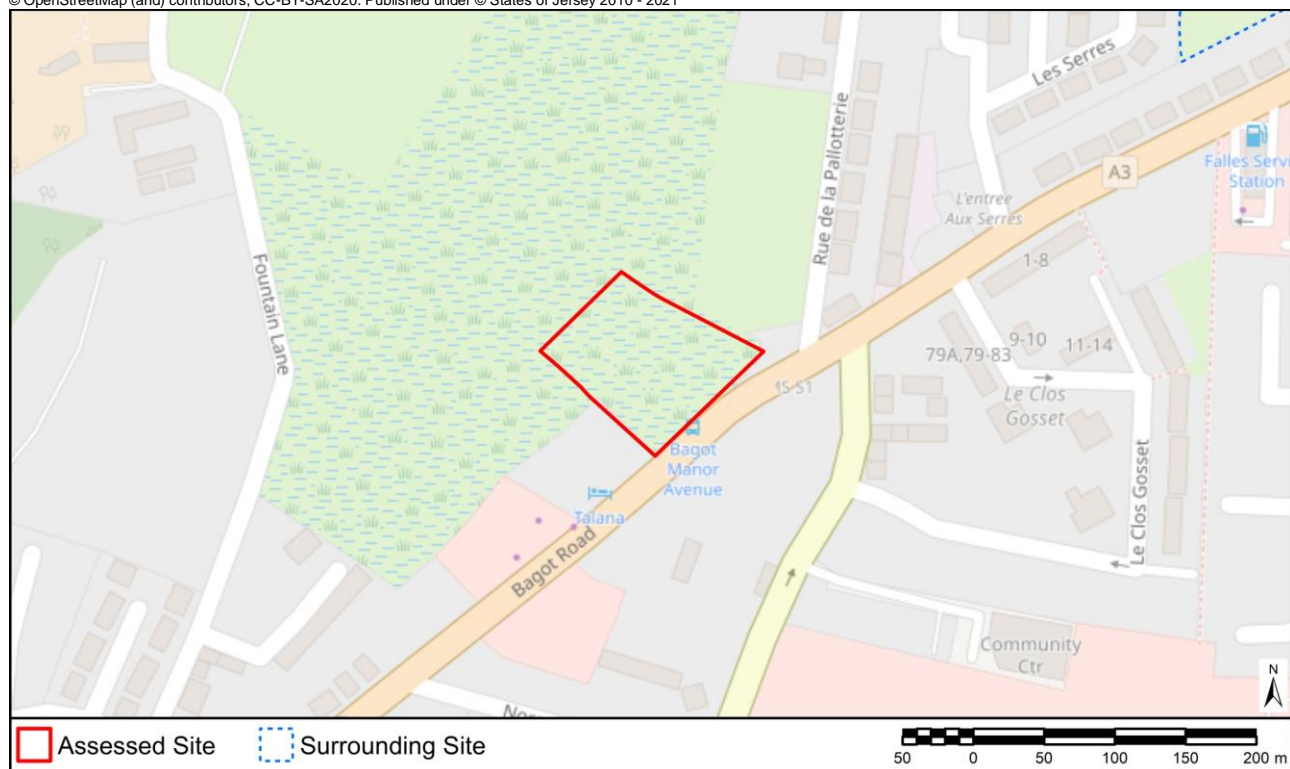 © OpenStreetMap (and) contributors, CC-BY-SA2020. Published under © States of Jersey 2010 - 2021
Les Serres
Rue de la Pallotterie
A3
Falles Servi
Station
L'entree
Aux Serres
Fountain Lane
1-8
9-10
11-14
79A,79-83
Le Clos
Gosset
Bagot
Manor
Avenue
Talana
Bagot Road
Le Clos Gosset
Community
Ctr
N
Assessed Site
Surrounding Site
50 0 50 100 150 200 m